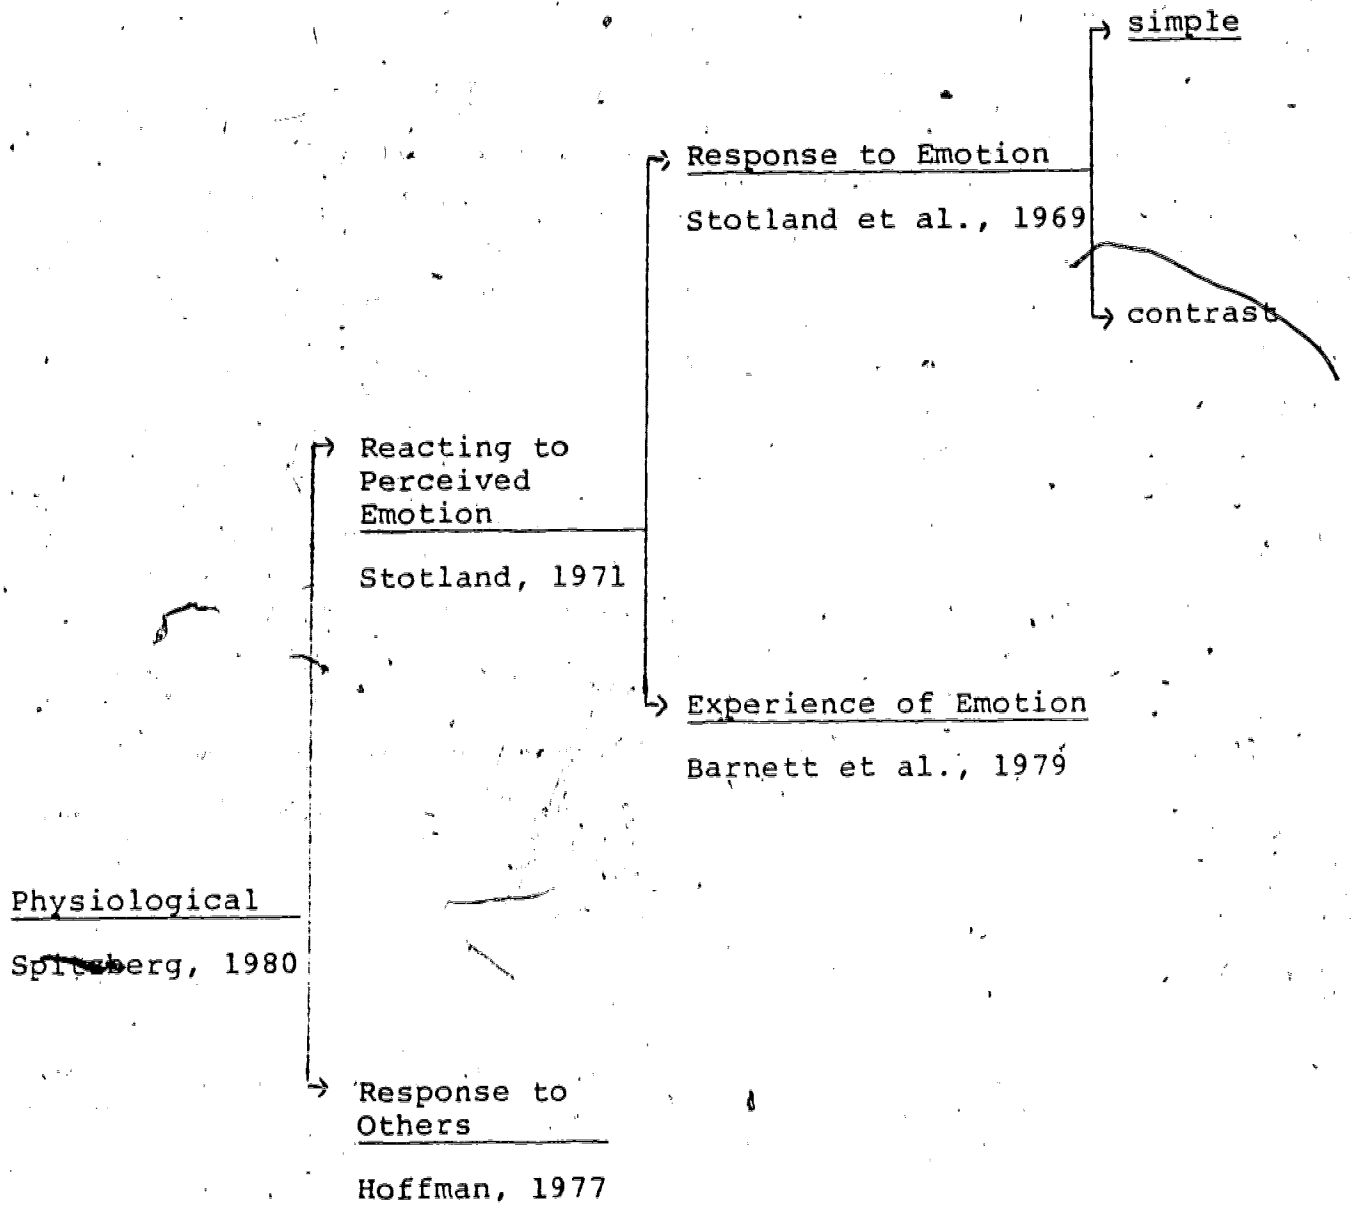 simple
Response to Emotion
Stotland et al., 1969
contrast
Reacting to
Perceived
Emotion
Stotland, 1971
Experience of Emotion
Barnett et al., 1979
Physiological
Spitsberg, 1980
Response to
Others
Hoffman, 1977